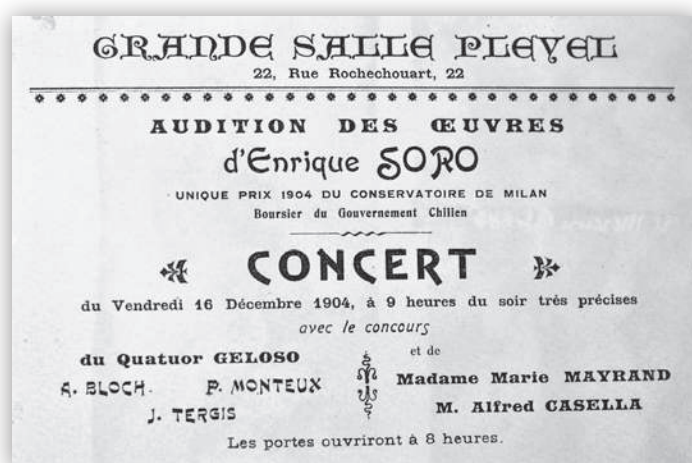 GRANDE SALLE PLEYEL
22, Rue Rochechouart, 22
AUDITION DES ŒUVRES
d'Enrique SORO
UNIQUE PRIX 1904 DU CONSERVATOIRE DE MILAN
Boursier du Gouvernement Chilien
CONCERT
du Vendredi 16 Décembre 1904, à 9 heures du soir très précises
avec le concours
du Quatuor GELOSO
A. BLOCH. P. MONTEUX
J. TERGIS
et de
Madame Marie MAYRAND
M. Alfred CASELLA
Les portes ouvriront à 8 heures.